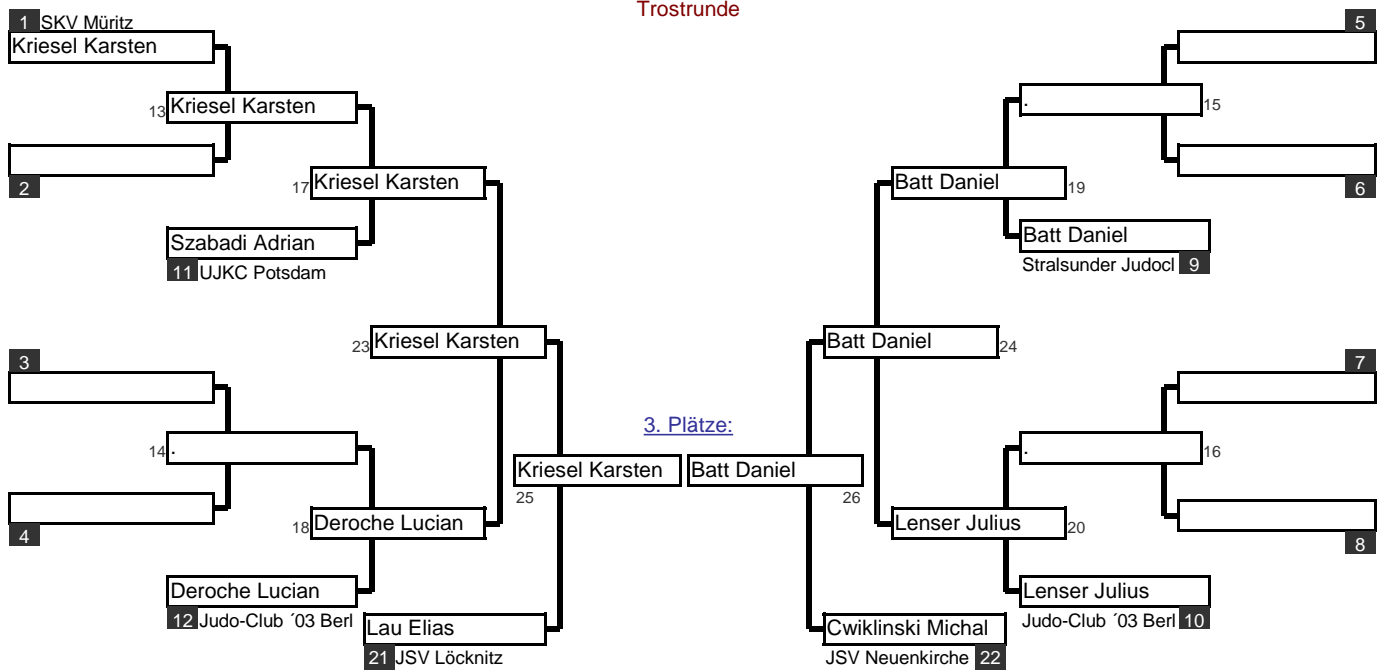 Trostrunde
1 SKV Müritz
5
Kriesel Karsten
13 Kriesel Karsten
. 15
2
17 Kriesel Karsten
Batt Daniel 19
6
Szabadi Adrian
Batt Daniel
11 UJKC Potsdam
Stralsunder Judocl 9
23 Kriesel Karsten
Batt Daniel 24
3
7
3. Plätze:
14 .
. 16
Kriesel Karsten
Batt Daniel
25
26
4
18 Deroche Lucian
Lenser Julius 20
8
Deroche Lucian
Lenser Julius
12 Judo-Club ´03 Berl
Judo-Club ´03 Berl 10
Lau Elias
Cwiklinski Michal
21 JSV Löcknitz
JSV Neuenkirche 22